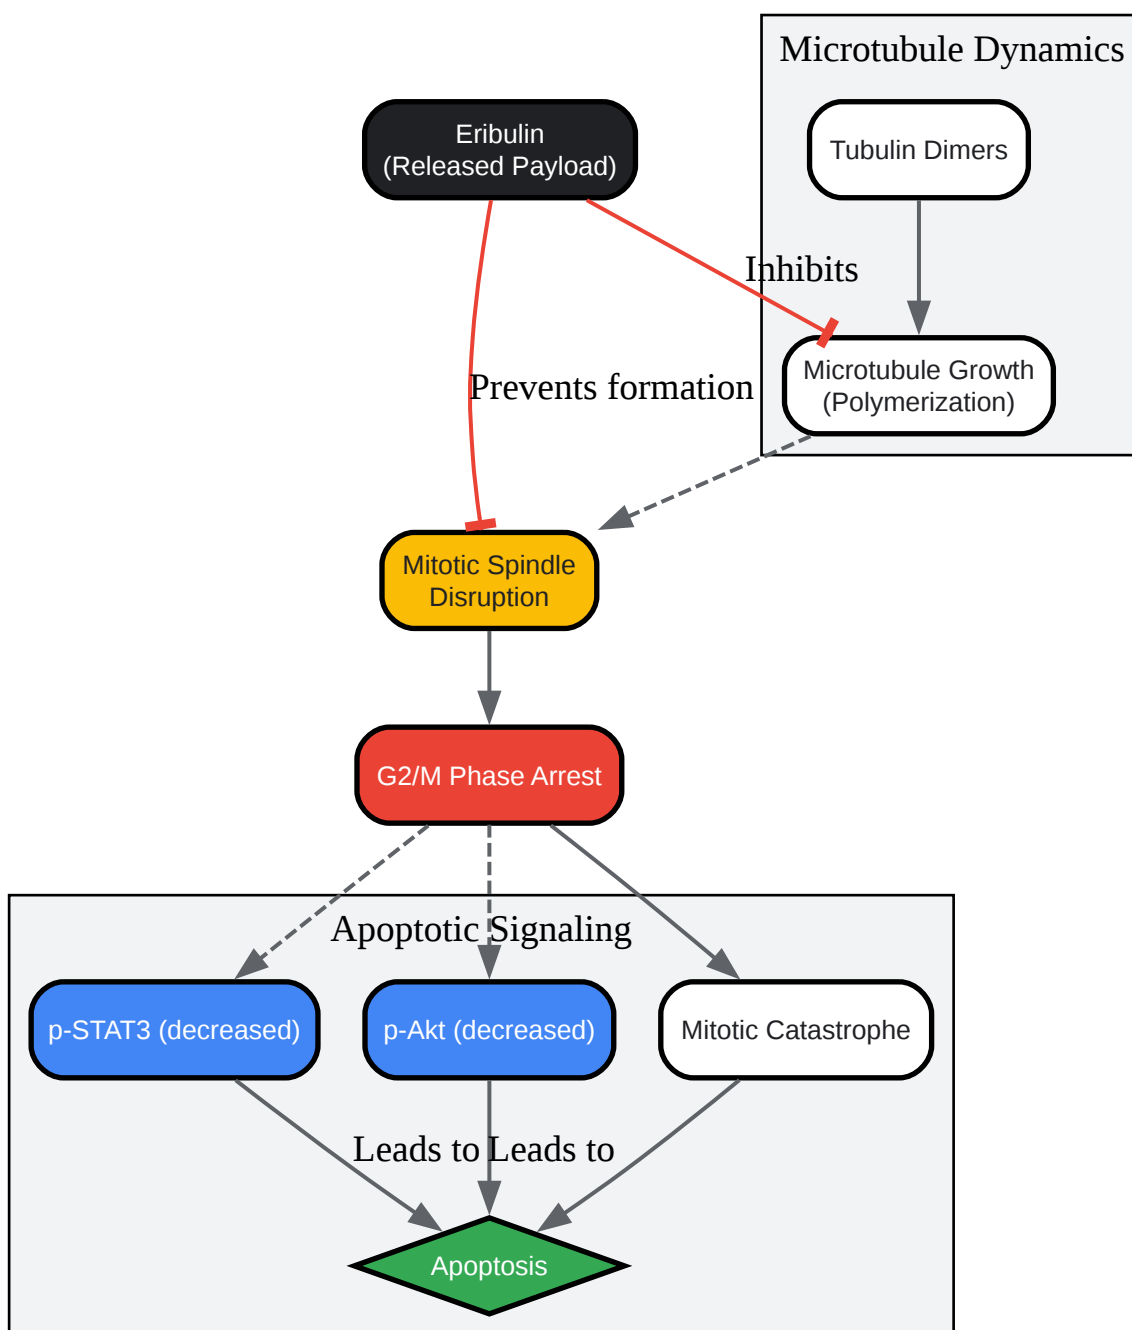 Microtubule Dynamics
Eribulin
(Released Payload)
Tubulin Dimers
Inhibits
Microtubule Growth
(Polymerization)
Prevents formation
Mitotic Spindle
Disruption
G2/M Phase Arrest
Apoptotic Signaling
p-STAT3 (decreased)
p-Akt (decreased)
Mitotic Catastrophe
Leads to
Leads to
Apoptosis